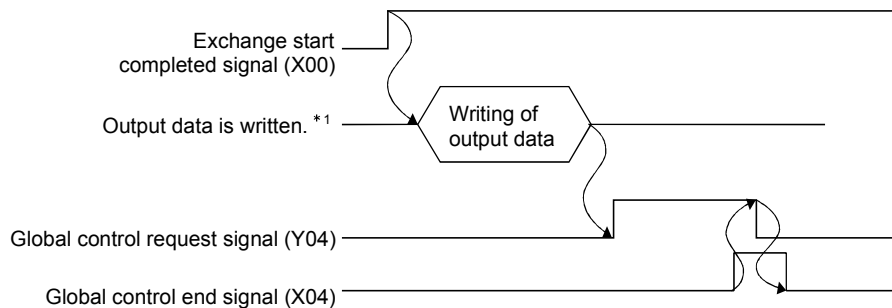 Exchange start
completed signal (X00)
Output data is written. *1
Writing of
output data
Global control request signal (Y04)
Global control end signal (X04)